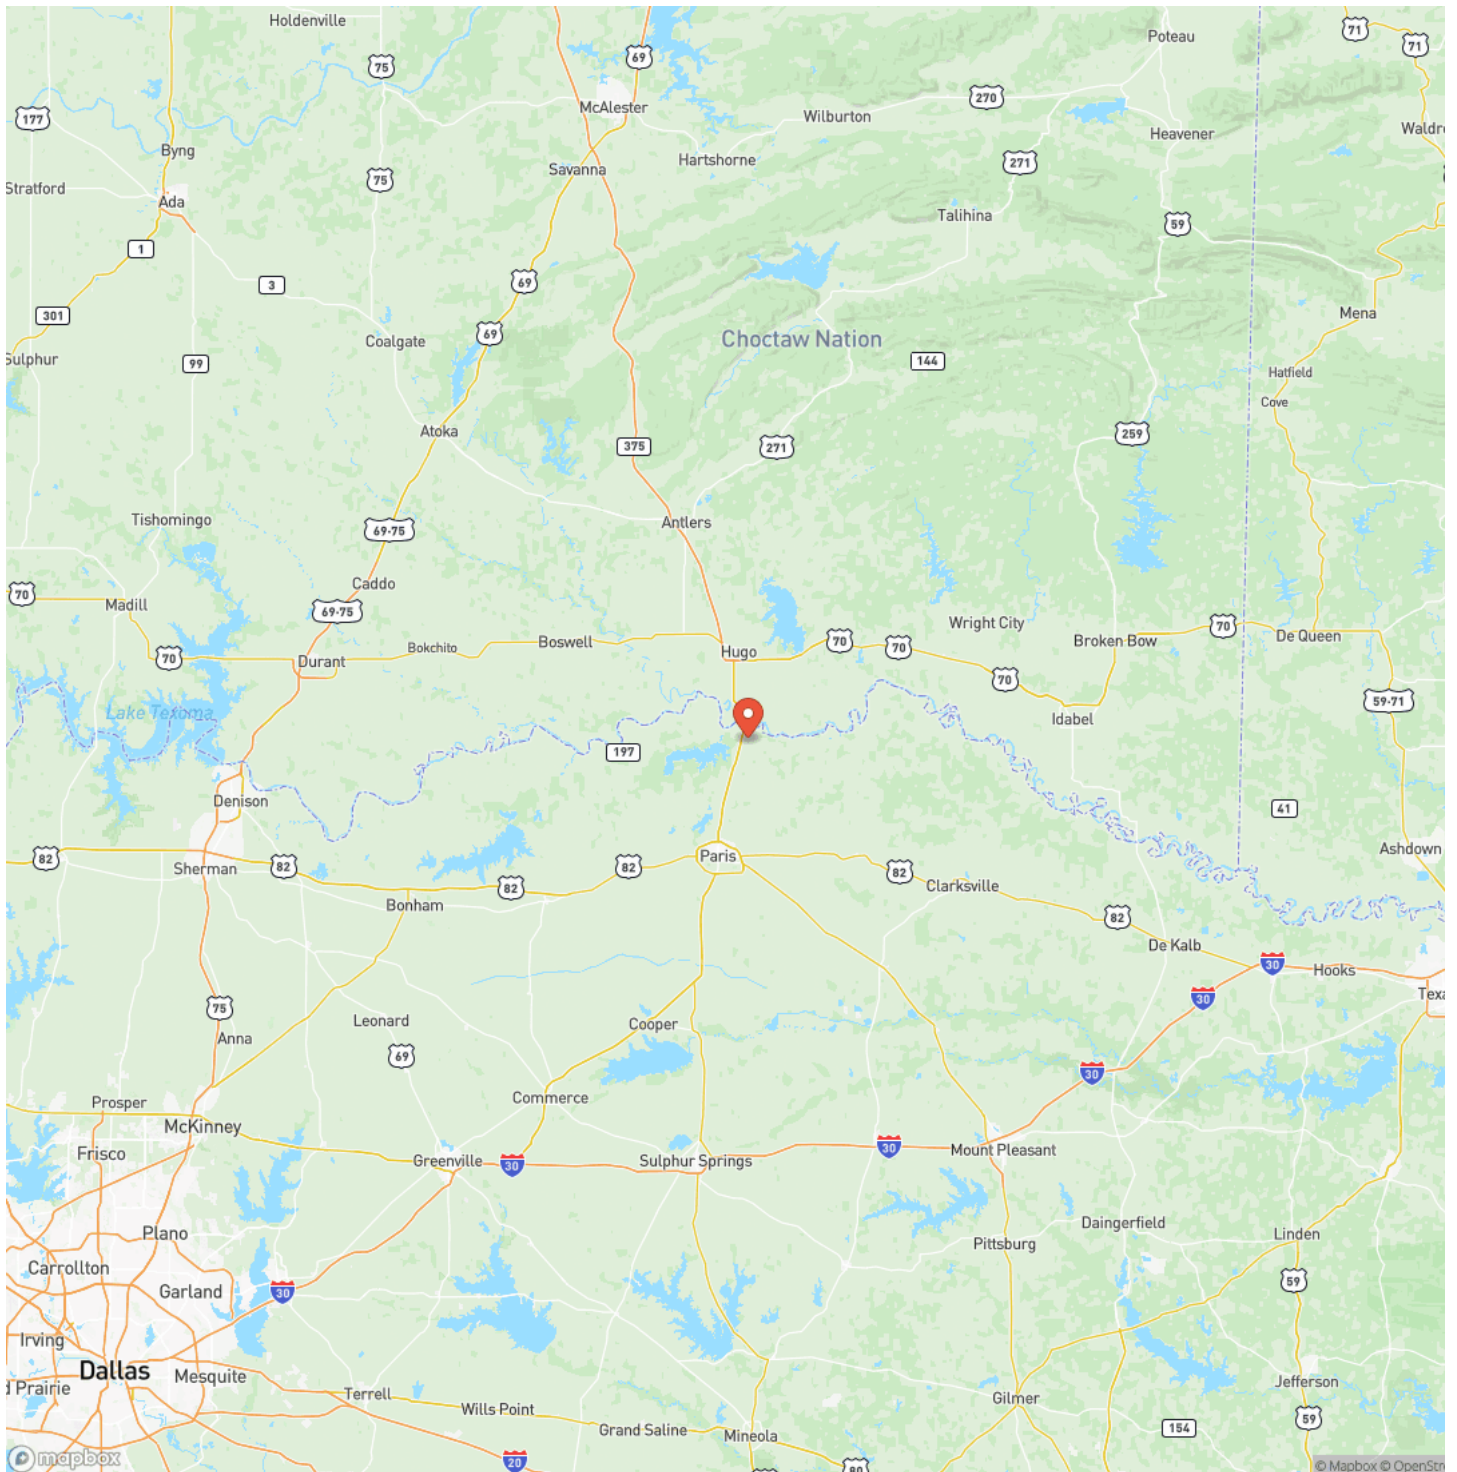 Holdenville
Poteau
71
71
75
69
McAlester
270
177
Wilburton
Waldr
Heavener
Byng
Hartshorne
271
Savanna
75
Stratford
Ada
Talihina
59
1
69
3
301
Mena
69
Choctaw Nation
Coalgate
Sulphur
144
99
Hatfield
Cove
Atoka
259
375
271
Tishomingo
Antlers
69-75
Caddo
70
Madill
69-75
Wright City
70
De Queen
Boswell
70
Broken Bow
Bokchito
70
Hugo
Durant
70
70
59-71
Lake Texoma
Idabel
197
Denison
41
Ashdown
82
Paris
Sherman
82
82
82
Clarksville
82
Bonham
82
De Kalb
30
Hooks
Texa
30
75
Leonard
Cooper
Anna
69
30
Commerce
Prosper
McKinney
30
Frisco
Greenville
30
Sulphur Springs
Mount Pleasant
Daingerfield
Plano
Linden
Pittsburg
Carrollton
59
Garland
30
Irving
Dallas
Mesquite
Jefferson
d Prairie
Terrell
Gilmer
Wills Point
59
Grand Saline
154
Mineola
mapbox
20
80
© Mapbox © OpenStre